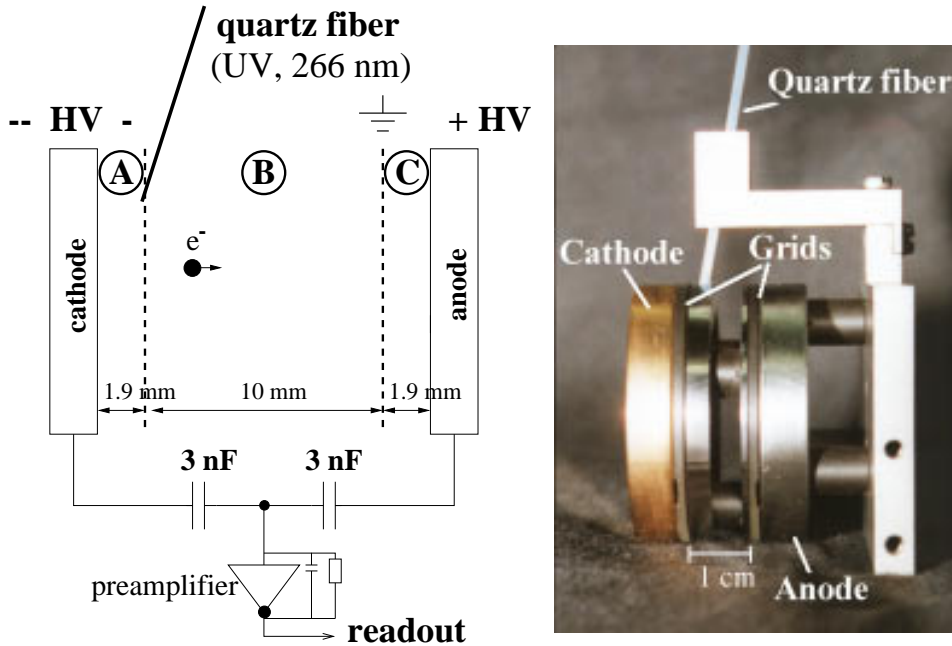 quartz fiber
(UV, 266 nm)
-- HV -
+ HV
A
B
C
e-
cathode
anode
1.9 mm
10 mm
1.9 mm
3 nF
3 nF
preamplifier
readout
Quartz fiber
Cathode
Grids
1 cm
Anode